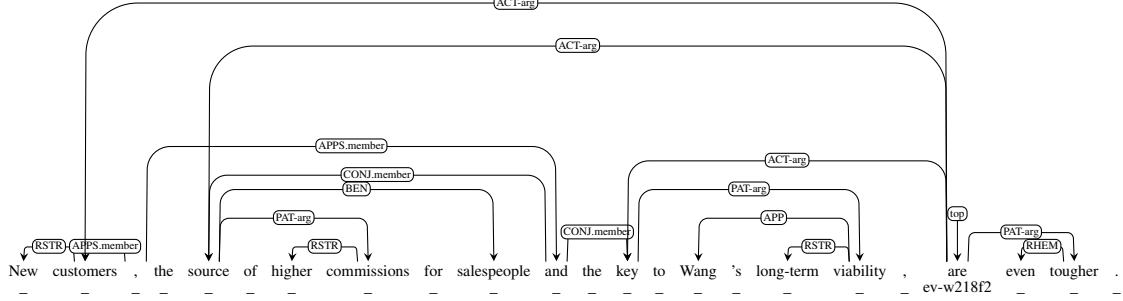 ACT-arg
ACT-arg
APPS.member
ACT-arg
CONJ.member
BEN PAT-arg
PAT-arg APP top
CONJ.member PAT-arg
RSTR APPS.member RSTR RSTR RHEM
New customers , the source of higher commissions for salespeople and the key to Wang 's long-term viability , are even tougher .
_ _ _ _ _ _ _ _ _ _ _ _ _ _ _ _ _ _ _ ev-w218f2 _ _ _